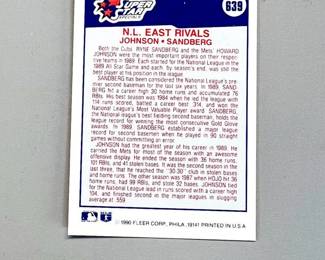 SUPER
STAR
SPECIALS
639
N.L. EAST RIVALS
JOHNSON • SANDBERG
Both the Cubs' RYNE SANDBERG and the Mets' HOWARD
JOHNSON were the most important players on their respective
teams in 1989. Each started for the National League in the
1989 All Star Game and each, by season's end, was still the
best player at his position in the league.
SANDBERG has been considered the National League's pre-
mier second baseman for the last six years. In 1989, SAND-
BERG hit a career high 30 home runs and accumulated 76
RBIs. His best season was 1984 when he led the league with
114 runs scored, batted a career best .314, and won the
National League's Most Valuable Player award. SANDBERG,
the National league's best fielding second baseman, holds the
league record for winning the most consecutive Gold Glove
Awards. In 1989 SANDBERG established a major league
record for second basemen when he played in 90 straight
games without committing an error.
JOHNSON had the greatest year of his career in 1989. He
carried the Mets for most of the season with an awesome
offensive display. He ended the season with 36 home runs,
101 RBIs, and 41 stolen bases. It was the second time in the
last three seasons that he reached the "30-30" club in stolen
bases and home runs. The other was 1987 when HOJO hit 36
home runs, had 99 RBIs, and stole 32 bases. JOHNSON tied for
the National League lead in runs scored with a career
high 104, and finished second in the major leagues in
slugging average .559.
© 1990 FLEER CORP., PHILA. 19141 PRINTED IN U.S.A.